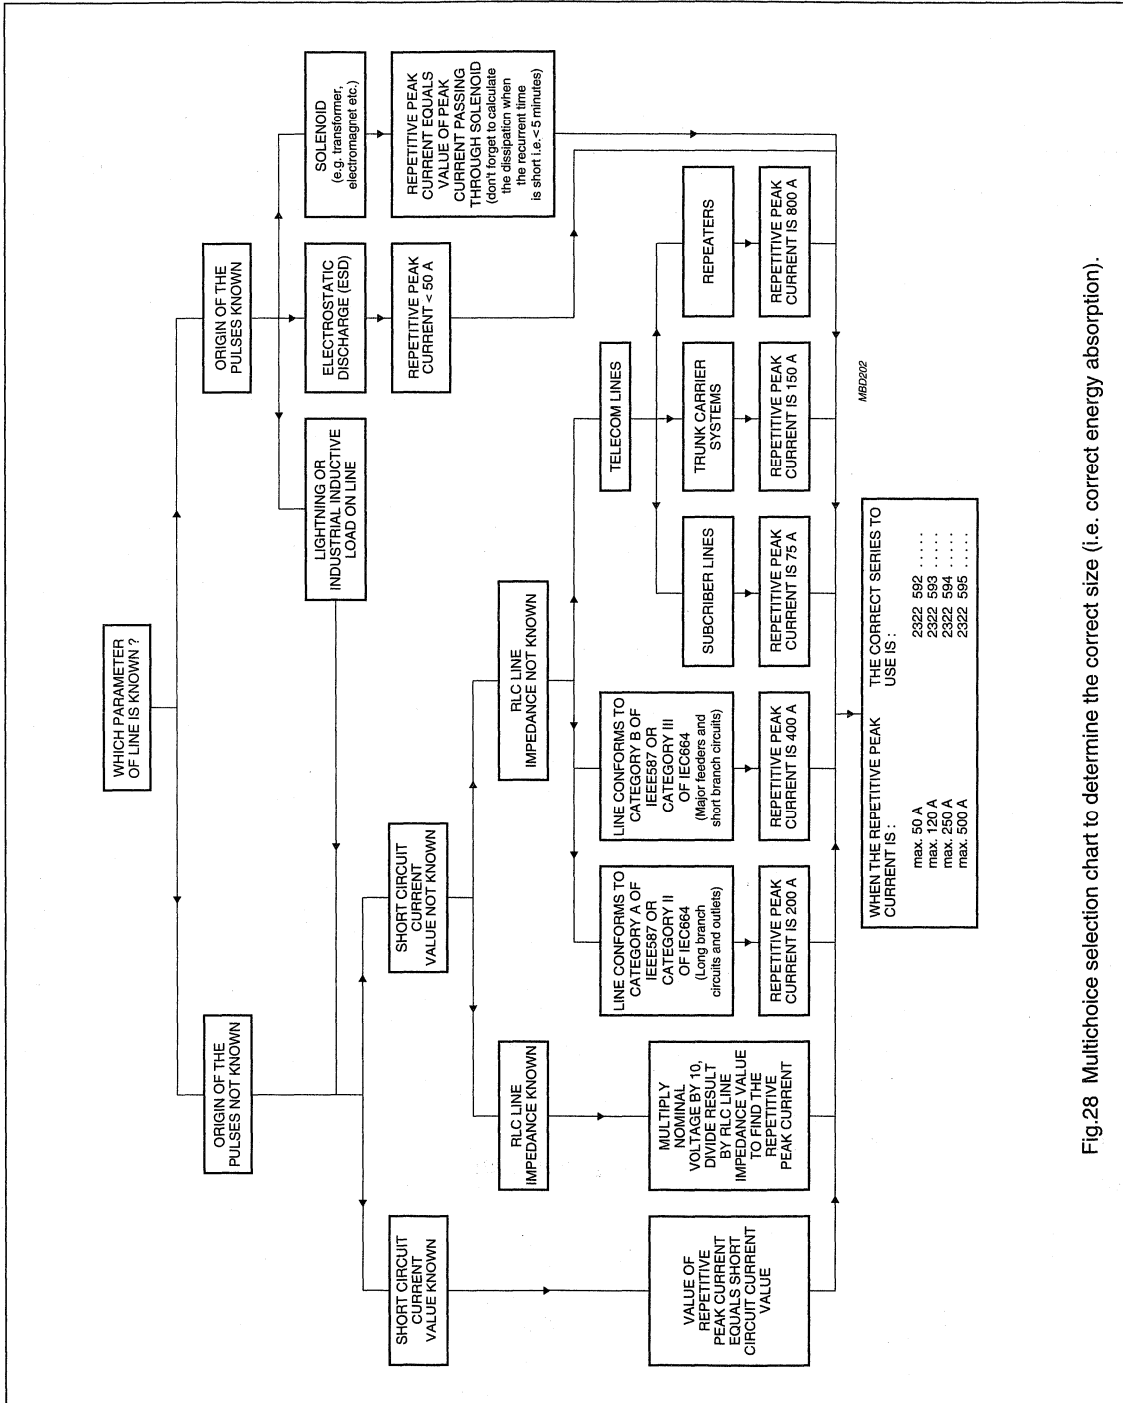 WHICH PARAMETER
OF LINE IS KNOWN ?
ORIGIN OF THE
PULSES NOT KNOWN
ORIGIN OF THE
PULSES KNOWN
LIGHTNING OR
INDUSTRIAL INDUCTIVE
LOAD ON LINE
ELECTROSTATIC
DISCHARGE (ESD)
SOLENOID
(e.g. transformer,
electromagnet etc.)
SHORT CIRCUIT
CURRENT
VALUE KNOWN
SHORT CIRCUIT
CURRENT
VALUE NOT KNOWN
REPETITIVE PEAK
CURRENT < 50 A
REPETITIVE PEAK
CURRENT EQUALS
VALUE OF PEAK
CURRENT PASSING
THROUGH SOLENOID
(don't forget to calculate
the dissipation when
the recurrent time
is short i.e.< 5 minutes)
RLC LINE
IMPEDANCE KNOWN
RLC LINE
IMPEDANCE NOT KNOWN
LINE CONFORMS TO
CATEGORY A OF
IEEE587 OR
CATEGORY II
OF IEC664
(Long branch
circuits and outlets)
LINE CONFORMS TO
CATEGORY B OF
IEEE587 OR
CATEGORY III
OF IEC664
(Major feeders and
short branch circuits)
TELECOM LINES
VALUE OF
REPETITIVE
PEAK CURRENT
EQUALS SHORT
CIRCUIT CURRENT
VALUE
MULTIPLY
NOMINAL
VOLTAGE BY 10,
DIVIDE RESULT
BY RLC LINE
IMPEDANCE VALUE
TO FIND THE
REPETITIVE
PEAK CURRENT
SUBCRIBER LINES
TRUNK CARRIER
SYSTEMS
REPEATERS
REPETITIVE PEAK
CURRENT IS 200 A
REPETITIVE PEAK
CURRENT IS 400 A
REPETITIVE PEAK
CURRENT IS 75 A
REPETITIVE PEAK
CURRENT IS 150 A
REPETITIVE PEAK
CURRENT IS 800 A
MBD202
WHEN THE REPETITIVE PEAK THE CORRECT SERIES TO
CURRENT IS : USE IS :
max. 50 A 2322 592 . . . . .
max. 120 A 2322 593 . . . . .
max. 250 A 2322 594 . . . . .
max. 500 A 2322 595 . . . . .
Fig.28 Multichoice selection chart to determine the correct size (i.e. correct energy absorption).